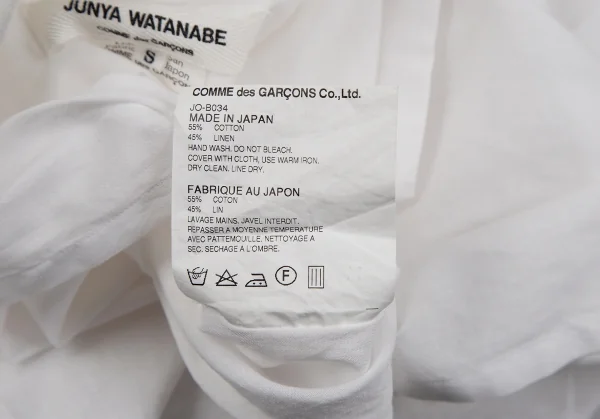 JUNYA WATANABE
COMME des GARÇONS
S
COMME des GARÇONS Co.,Ltd.
JO-B034
MADE IN JAPAN
55% COTTON
45% LINEN
HAND WASH. DO NOT BLEACH.
COVER WITH CLOTH, USE WARM IRON.
DRY CLEAN. LINE DRY.
FABRIQUE AU JAPON
55% COTON
45% LIN
LAVAGE MAINS. JAVEL INTERDIT.
REPASSER A MOYENNE TEMPERATURE
AVEC PATTEMOUILLE. NETTOYAGE A
SEC. SECHAGE A L'OMBRE.
F